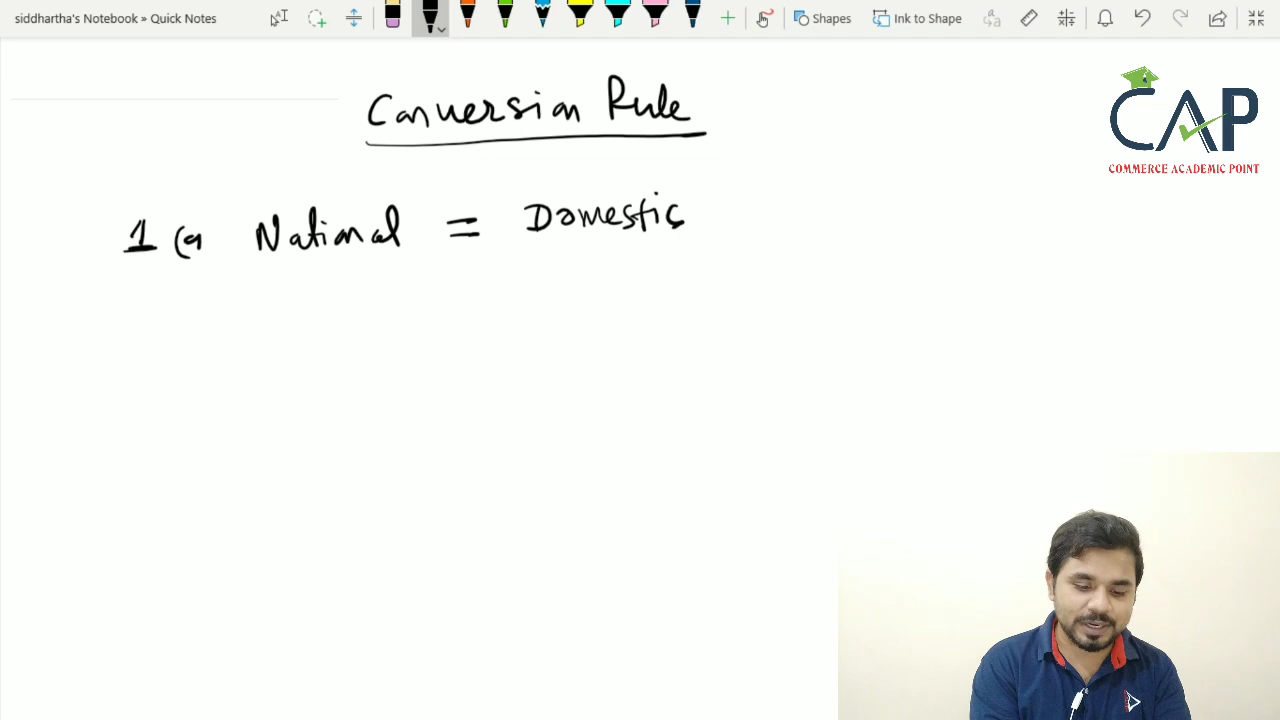 siddhartha's Notebook » Quick Notes
Shapes
Ink to Shape
CAP
COMMERCE ACADEMIC POINT
Conversion Rule
1 (a National = Domestic